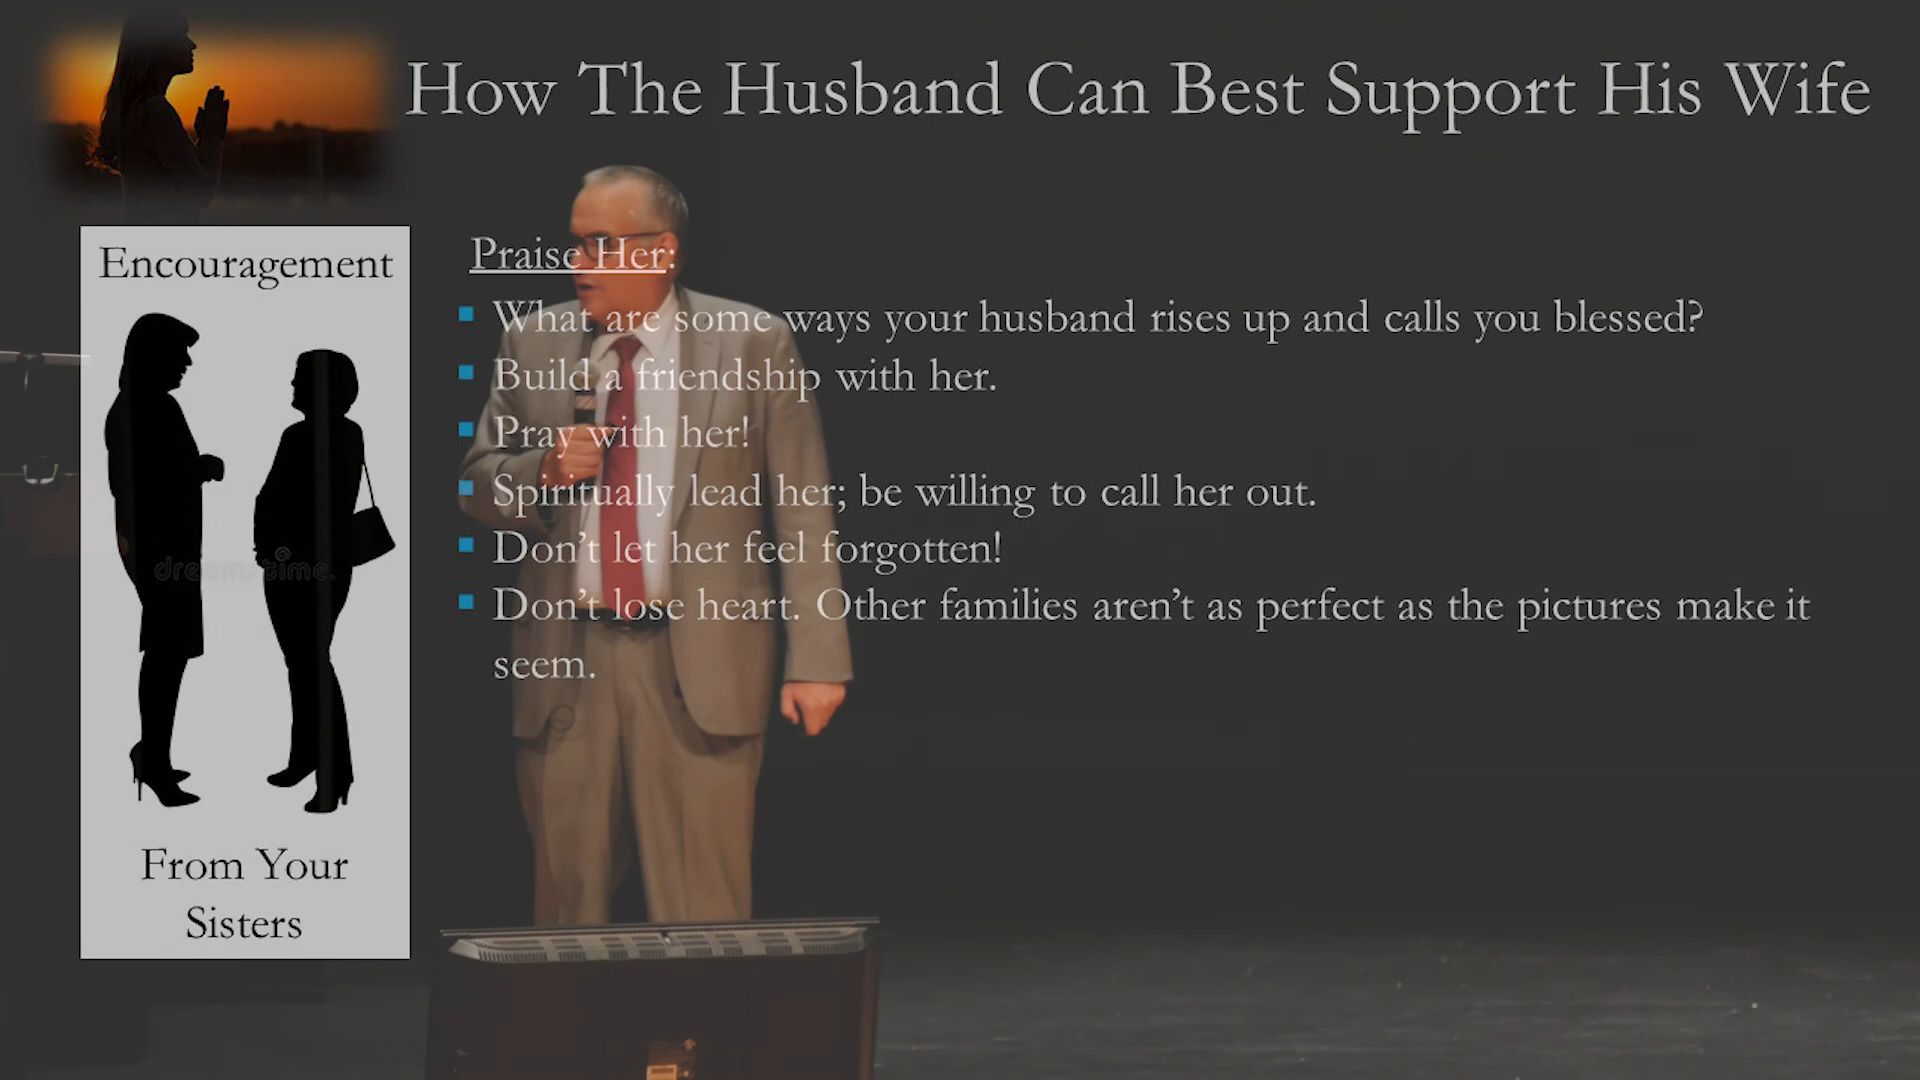 How The Husband Can Best Support His Wife
Encouragement
From Your
Sisters
Praise Her:
What are some ways your husband rises up and calls you blessed?
Build a friendship with her.
Pray with her!
Spiritually lead her; be willing to call her out.
Don't let her feel forgotten!
Don't lose heart. Other families aren't as perfect as the pictures make it
seem.
dreamstime.